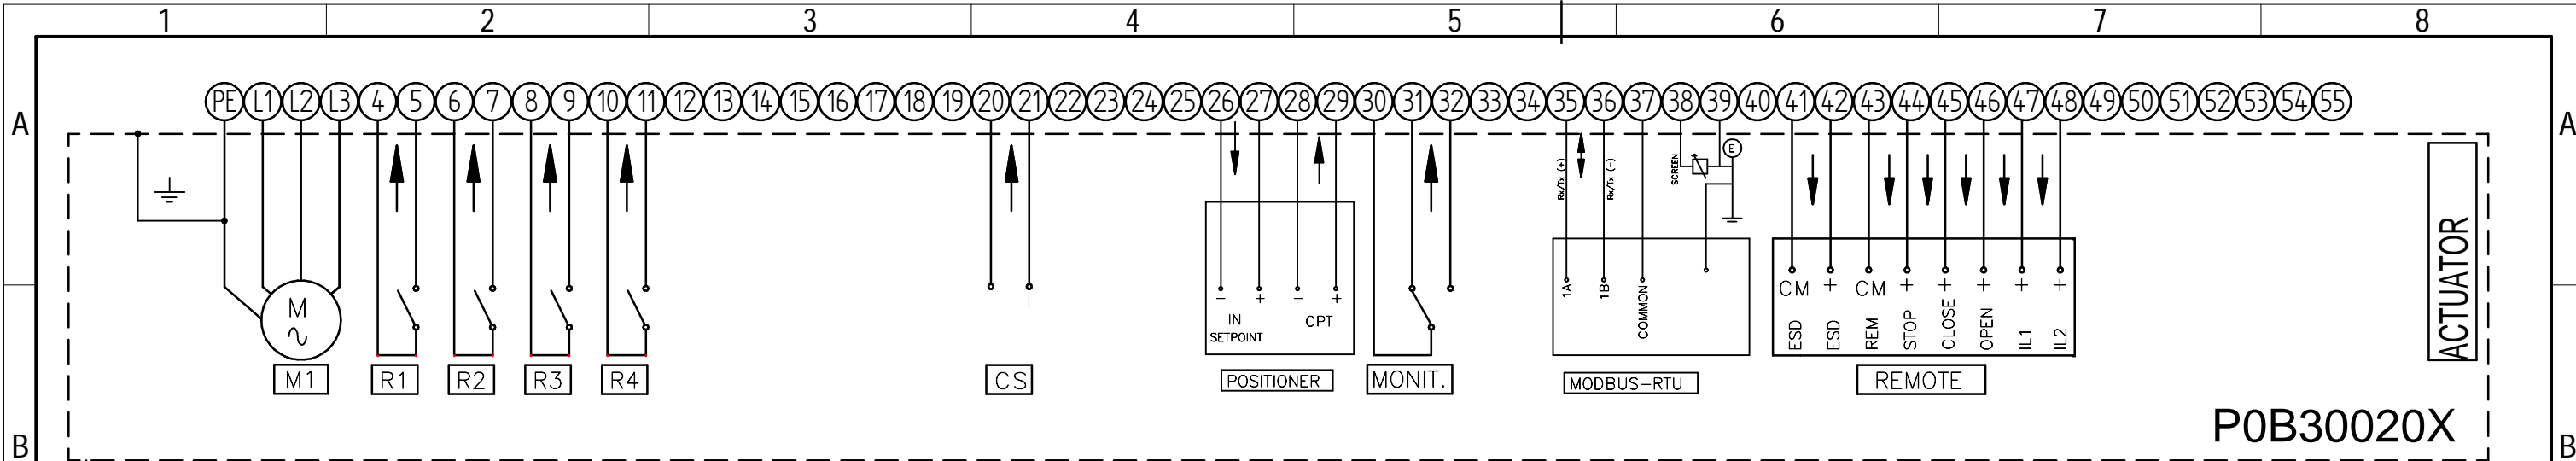 1 2 3 4 5 6 7 8
A A
PE L1 L2 L3 4 5 6 7 8 9 10 11 12 13 14 15 16 17 18 19 20 21 22 23 24 25 26 27 28 29 30 31 32 33 34 35 36 37 38 39 40 41 42 43 44 45 46 47 48 49 50 51 52 53 54 55
Rx/Tx (+)
Rx/Tx (-)
SCREEN
E
ACTUATOR
M
− +
− + − +
IN
SETPOINT
CPT
1A
1B
COMMON
CM + CM + + + + +
ESD
ESD
REM
STOP
CLOSE
OPEN
IL1
IL2
M1
R1
R2
R3
R4
CS
POSITIONER
MONIT.
MODBUS-RTU
REMOTE
P0B30020X
B B